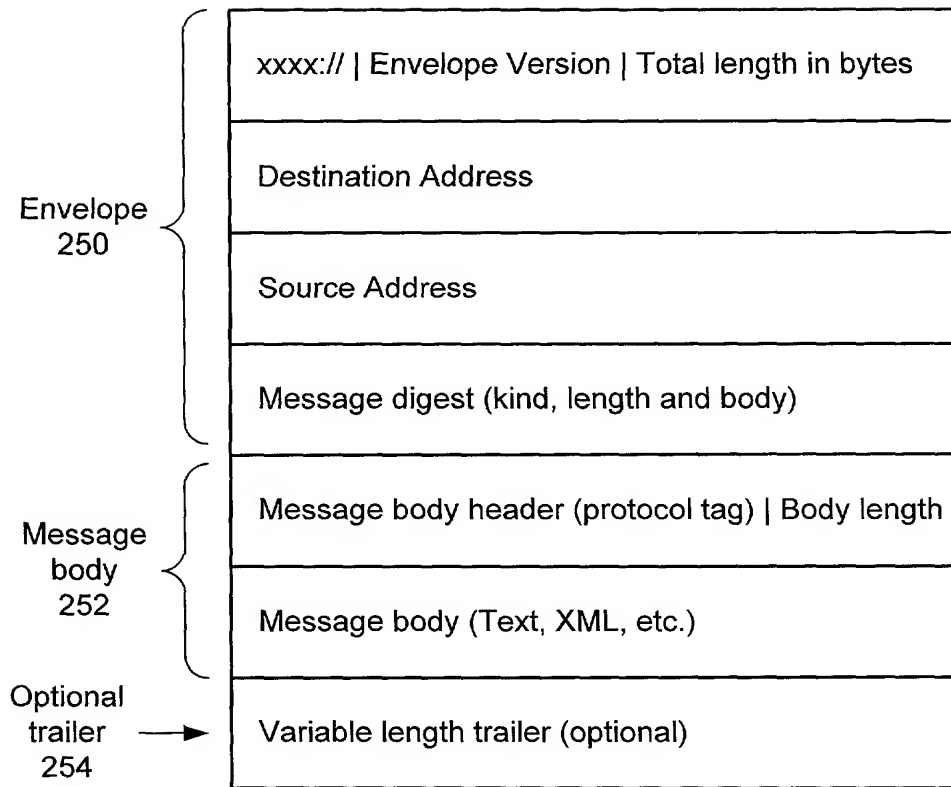 xxxx:// | Envelope Version | Total length in bytes
Destination Address
Envelope
250
Source Address
Message digest (kind, length and body)
Message body header (protocol tag) | Body length
Message
body
252
Message body (Text, XML, etc.)
Optional
trailer
254
Variable length trailer (optional)